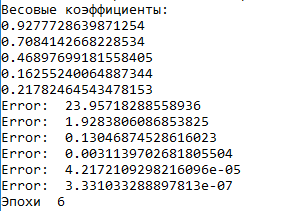 Весовые коэффициенты:
0.9277728639871254
0.7084142668228534
0.46897699181558405
0.16255240064887344
0.21782464543478153
Error:  23.95718288558936
Error:  1.9283806086853825
Error:  0.13046874528616023
Error:  0.0031139702681805504
Error:  4.2172109298216096e-05
Error:  3.331033288897813e-07
Эпохи  6